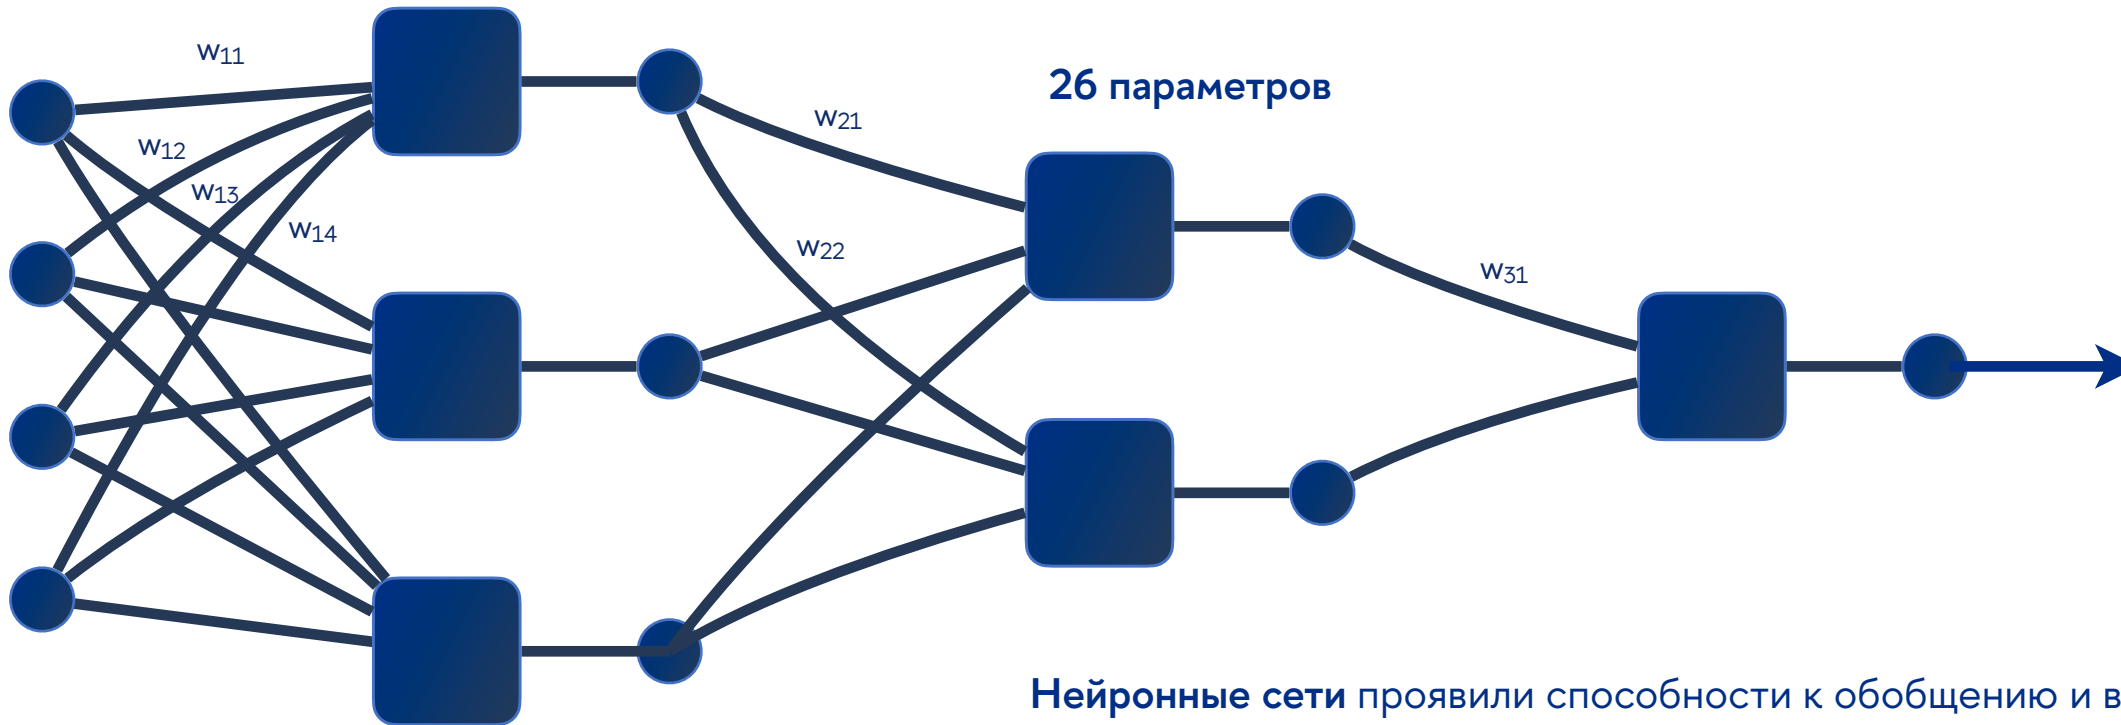 w11
26 параметров
w21
w12
w13
w14
w22
w31
Нейронные сети проявили способности к обобщению и в